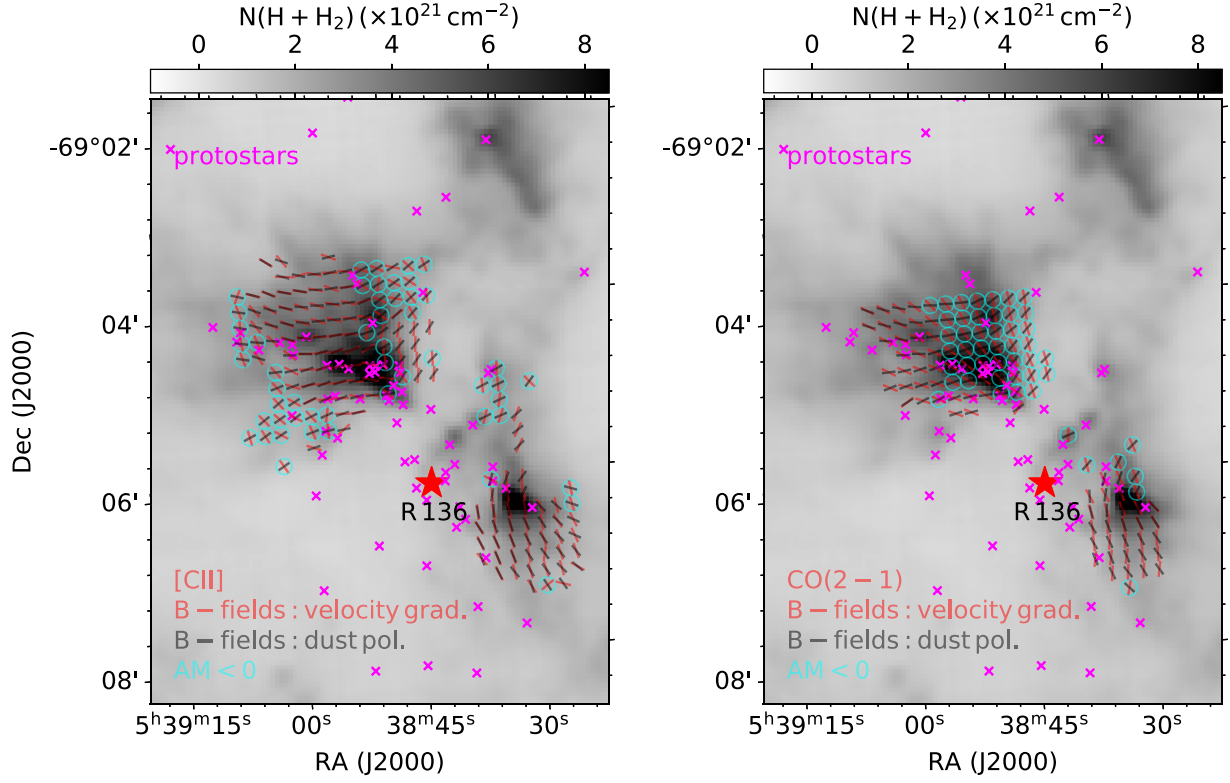 N(H + H₂) (×10²¹ cm⁻²)
0 2 4 6 8
protostars
-69°02'
04'
06'
08'
Dec (J2000)
R 136
[CII]
B − fields : velocity grad.
B − fields : dust pol.
AM < 0
5ʰ39ᵐ15ˢ 00ˢ 38ᵐ45ˢ 30ˢ
RA (J2000)
N(H + H₂) (×10²¹ cm⁻²)
0 2 4 6 8
protostars
-69°02'
04'
06'
08'
R 136
CO(2 − 1)
B − fields : velocity grad.
B − fields : dust pol.
AM < 0
5ʰ39ᵐ15ˢ 00ˢ 38ᵐ45ˢ 30ˢ
RA (J2000)